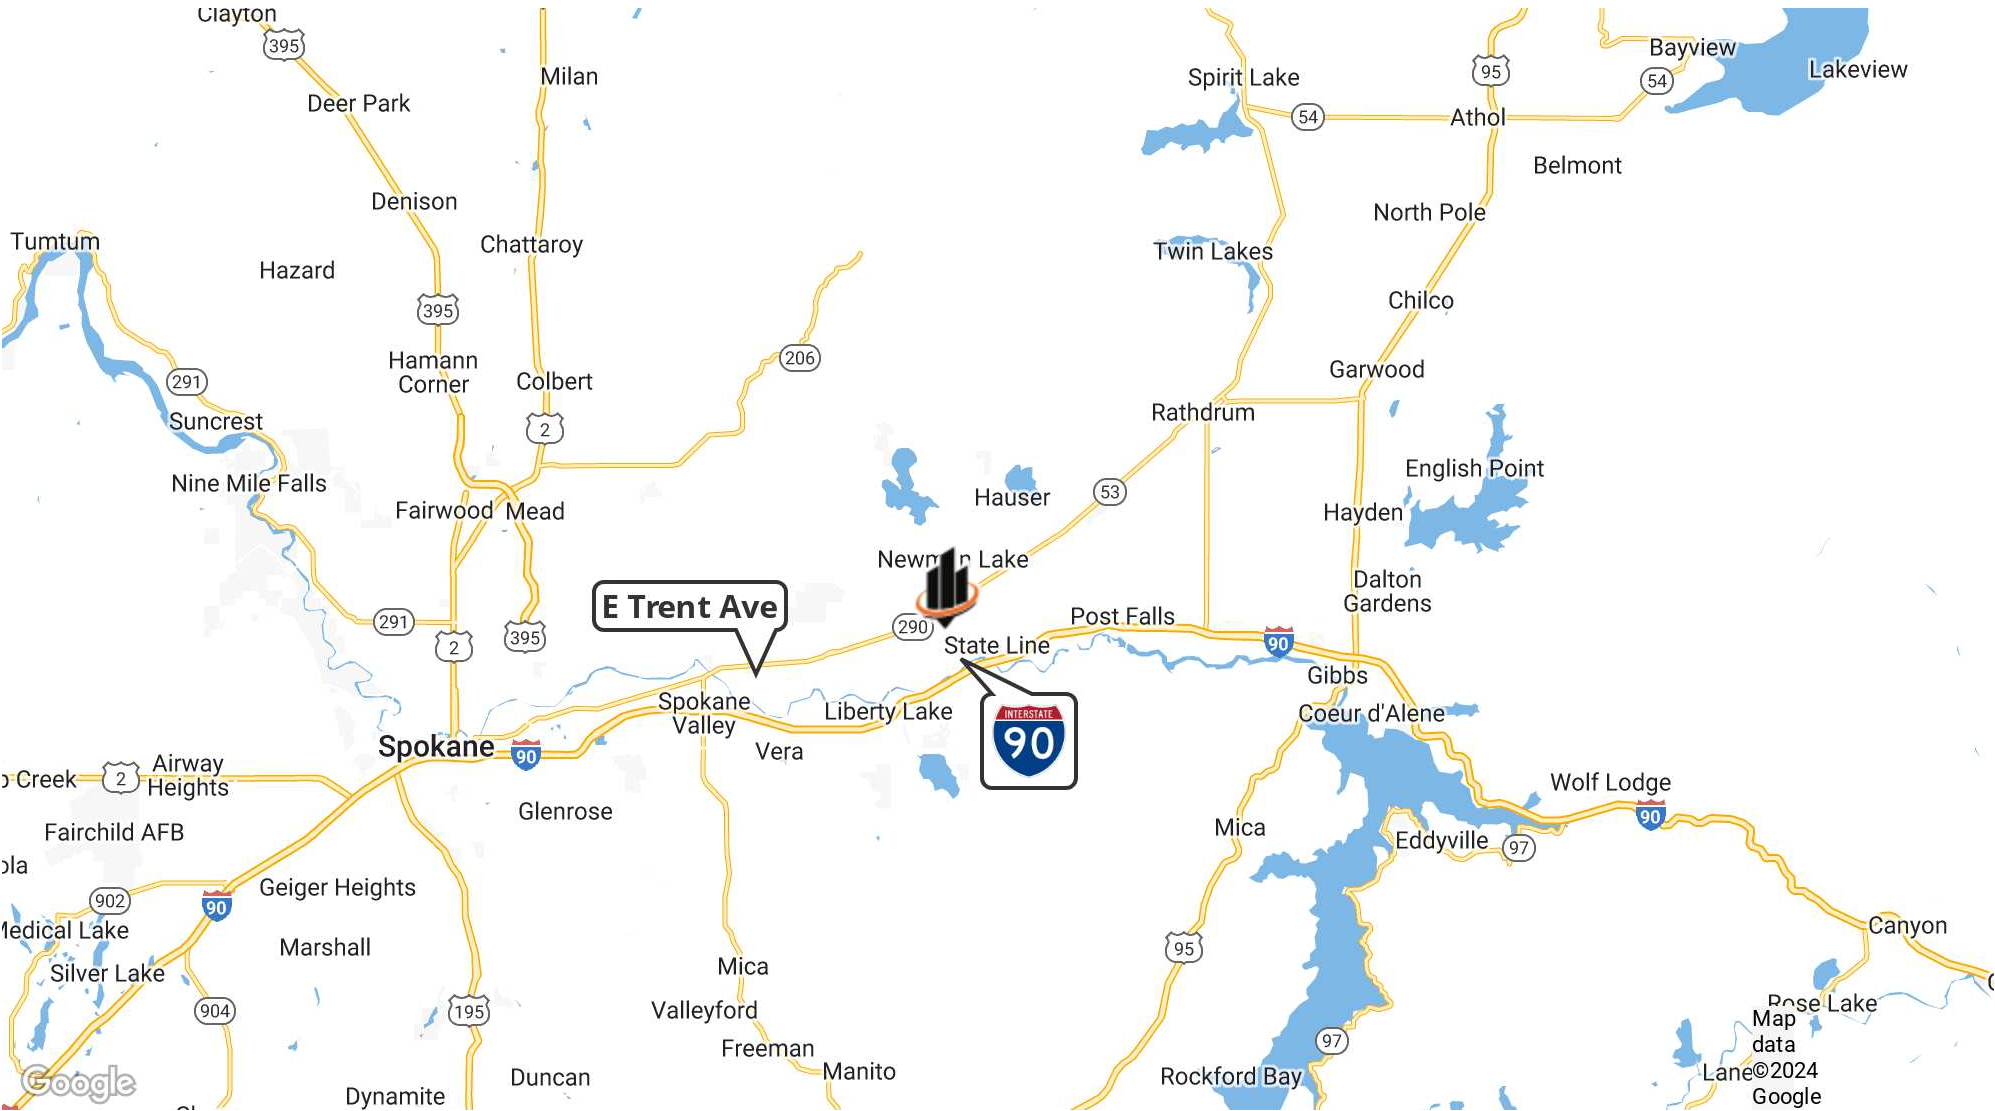 Clayton
395
Milan
Deer Park
Denison
Tumtum
Hazard
Chattaroy
395
Hamann
Corner
Colbert
206
291
Suncrest
2
Nine Mile Falls
Fairwood
Mead
291
2
395
Spirit Lake
54
95
Athol
Bayview
54
Lakeview
Belmont
North Pole
Twin Lakes
Chilco
Garwood
Rathdrum
English Point
Hauser
53
Hayden
Newman Lake
Dalton
Gardens
E Trent Ave
290
State Line
Post Falls
90
Gibbs
Spokane
Valley
Liberty Lake
Coeur d'Alene
INTERSTATE
90
Spokane
90
Vera
Airway
Heights
2
Creek
Glenrose
Fairchild AFB
Wolf Lodge
90
Mica
Eddyville
97
Geiger Heights
902
90
Medical Lake
Marshall
Silver Lake
904
195
Mica
Valleyford
Freeman
Manito
Duncan
Dynamite
95
Canyon
Rose Lake
97
Rockford Bay
Lane
Google
Map
data
©2024
Google